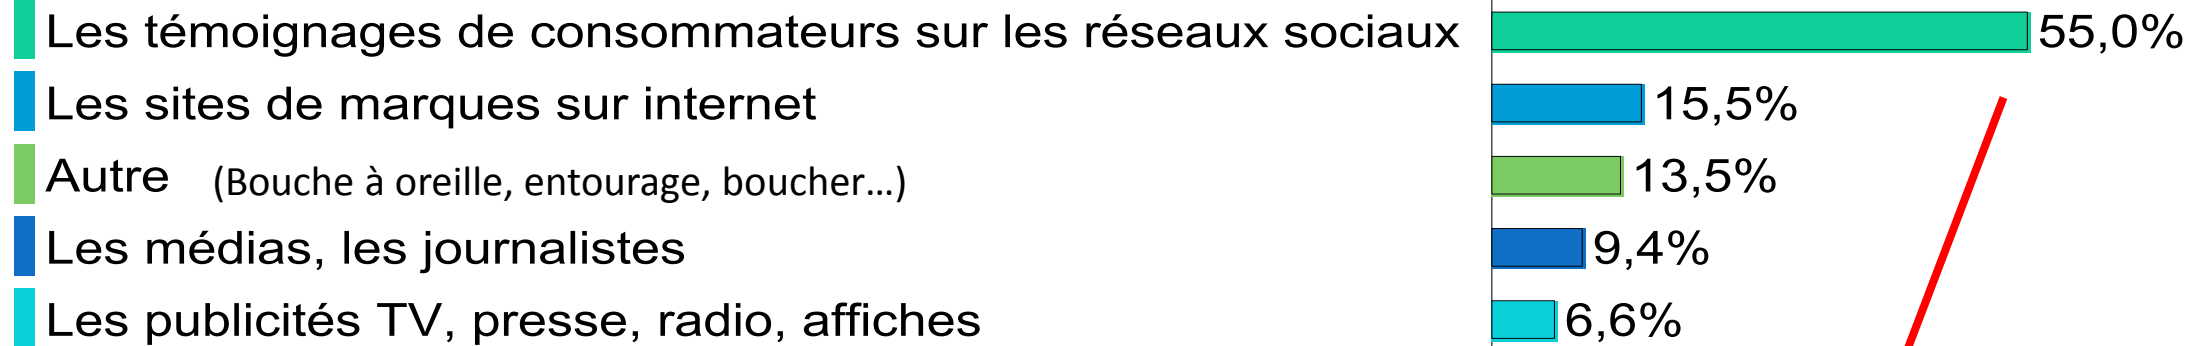 Les témoignages de consommateurs sur les réseaux sociaux 55,0%
Les sites de marques sur internet 15,5%
Autre (Bouche à oreille, entourage, boucher…) 13,5%
Les médias, les journalistes 9,4%
Les publicités TV, presse, radio, affiches 6,6%